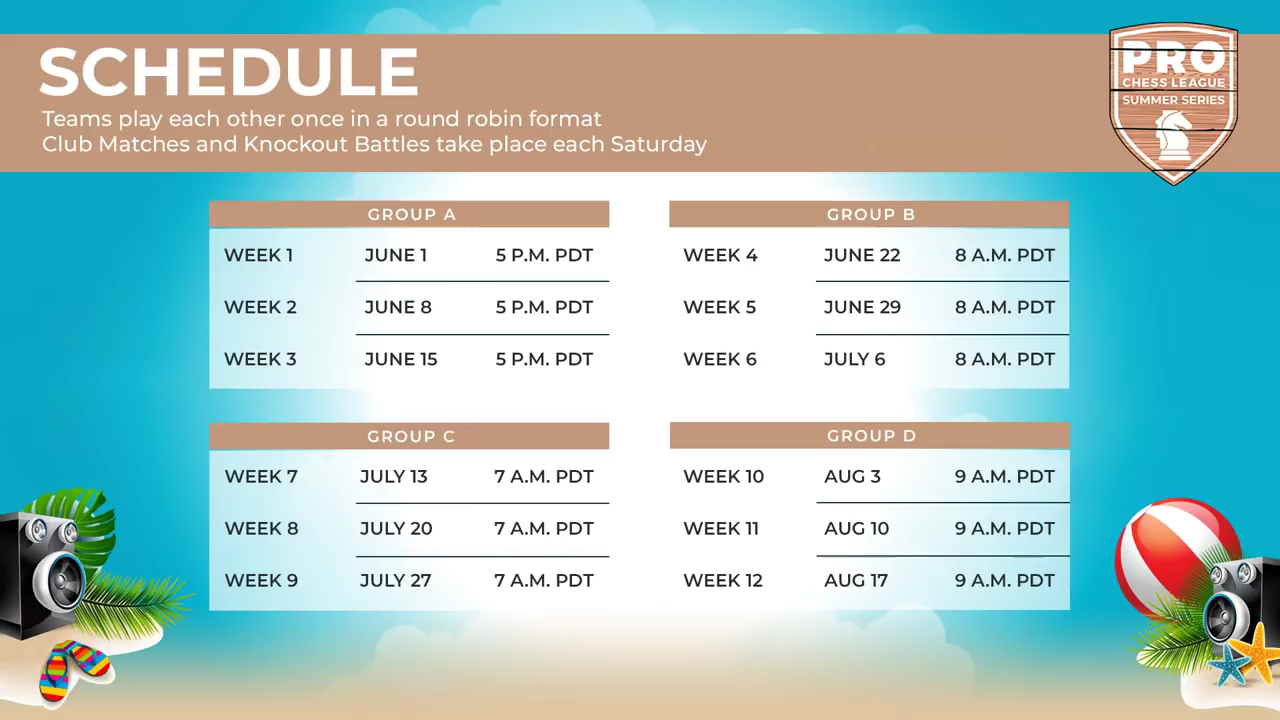 SCHEDULE
Teams play each other once in a round robin format
Club Matches and Knockout Battles take place each Saturday
PRO
CHESS LEAGUE
SUMMER SERIES
GROUP A
WEEK 1 JUNE 1 5 P.M. PDT
WEEK 2 JUNE 8 5 P.M. PDT
WEEK 3 JUNE 15 5 P.M. PDT
GROUP B
WEEK 4 JUNE 22 8 A.M. PDT
WEEK 5 JUNE 29 8 A.M. PDT
WEEK 6 JULY 6 8 A.M. PDT
GROUP C
WEEK 7 JULY 13 7 A.M. PDT
WEEK 8 JULY 20 7 A.M. PDT
WEEK 9 JULY 27 7 A.M. PDT
GROUP D
WEEK 10 AUG 3 9 A.M. PDT
WEEK 11 AUG 10 9 A.M. PDT
WEEK 12 AUG 17 9 A.M. PDT